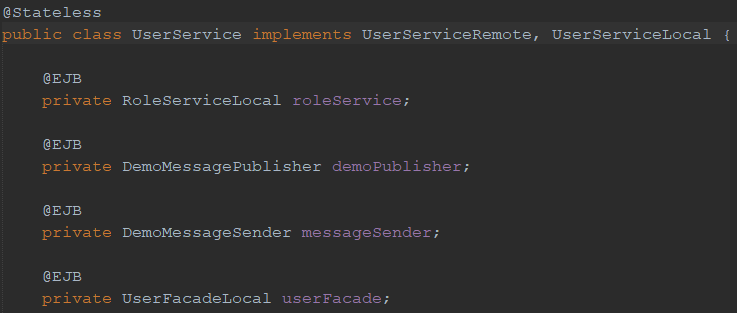 @Stateless
public class UserService implements UserServiceRemote, UserServiceLocal {
@EJB
private RoleServiceLocal roleService;
@EJB
private DemoMessagePublisher demoPublisher;
@EJB
private DemoMessageSender messageSender;
@EJB
private UserFacadeLocal userFacade;